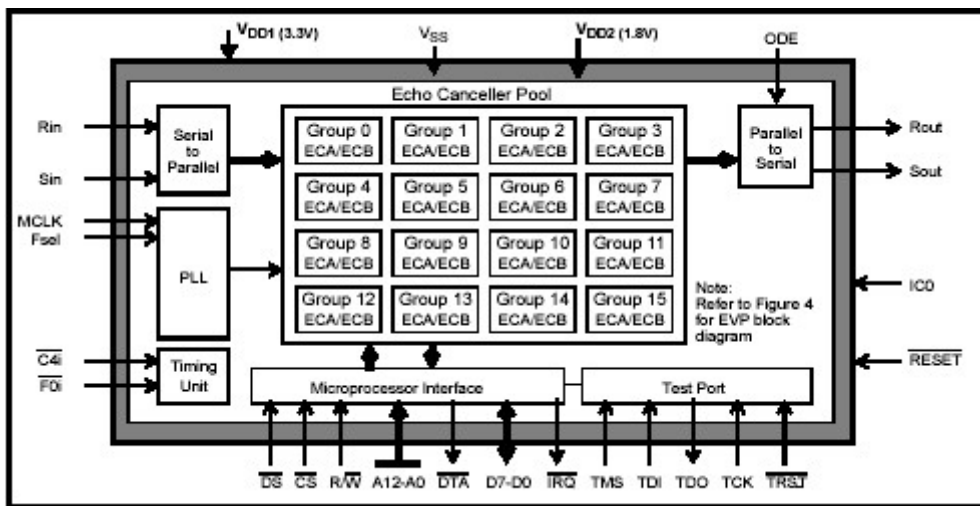 VDD1 (3.3V)
VSS
VDD2 (1.8V)
ODE
Echo Canceller Pool
Rin
Sin
MCLK
Fsel
C4i
F0i
Serial
to
Parallel
PLL
Timing
Unit
Group 0
ECA/ECB
Group 1
ECA/ECB
Group 2
ECA/ECB
Group 3
ECA/ECB
Group 4
ECA/ECB
Group 5
ECA/ECB
Group 6
ECA/ECB
Group 7
ECA/ECB
Group 8
ECA/ECB
Group 9
ECA/ECB
Group 10
ECA/ECB
Group 11
ECA/ECB
Group 12
ECA/ECB
Group 13
ECA/ECB
Group 14
ECA/ECB
Group 15
ECA/ECB
Parallel
to
Serial
Rout
Sout
Note:
Refer to Figure 4
for EVP block
diagram
IC0
RESET
Microprocessor Interface
Test Port
DS
CS
R/W
A12-A0
DTA
D7-D0
IRQ
TMS
TDI
TDO
TCK
TRST